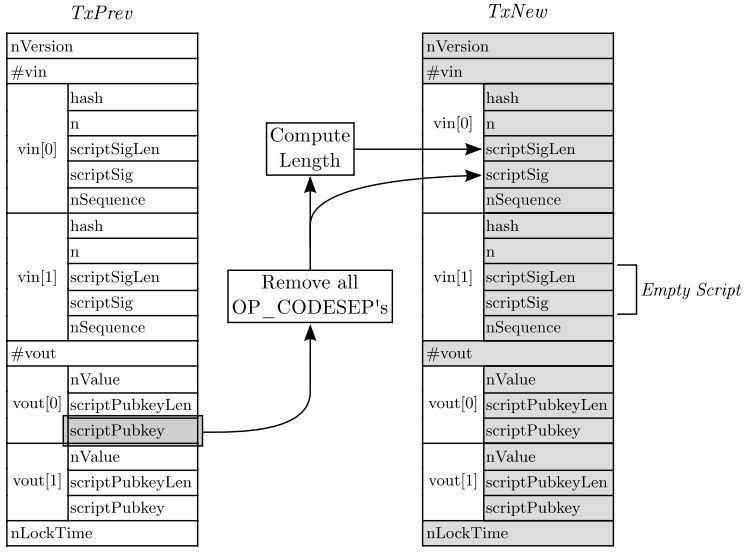 TxPrev
nVersion
#vin
vin[0]
hash
n
scriptSigLen
scriptSig
nSequence
vin[1]
hash
n
scriptSigLen
scriptSig
nSequence
#vout
vout[0]
nValue
scriptPubkeyLen
scriptPubkey
vout[1]
nValue
scriptPubkeyLen
scriptPubkey
nLockTime
Compute
Length
Remove all
OP_CODESEP's
TxNew
nVersion
#vin
vin[0]
hash
n
scriptSigLen
scriptSig
nSequence
vin[1]
hash
n
scriptSigLen
scriptSig
nSequence
Empty Script
#vout
vout[0]
nValue
scriptPubkeyLen
scriptPubkey
vout[1]
nValue
scriptPubkeyLen
scriptPubkey
nLockTime